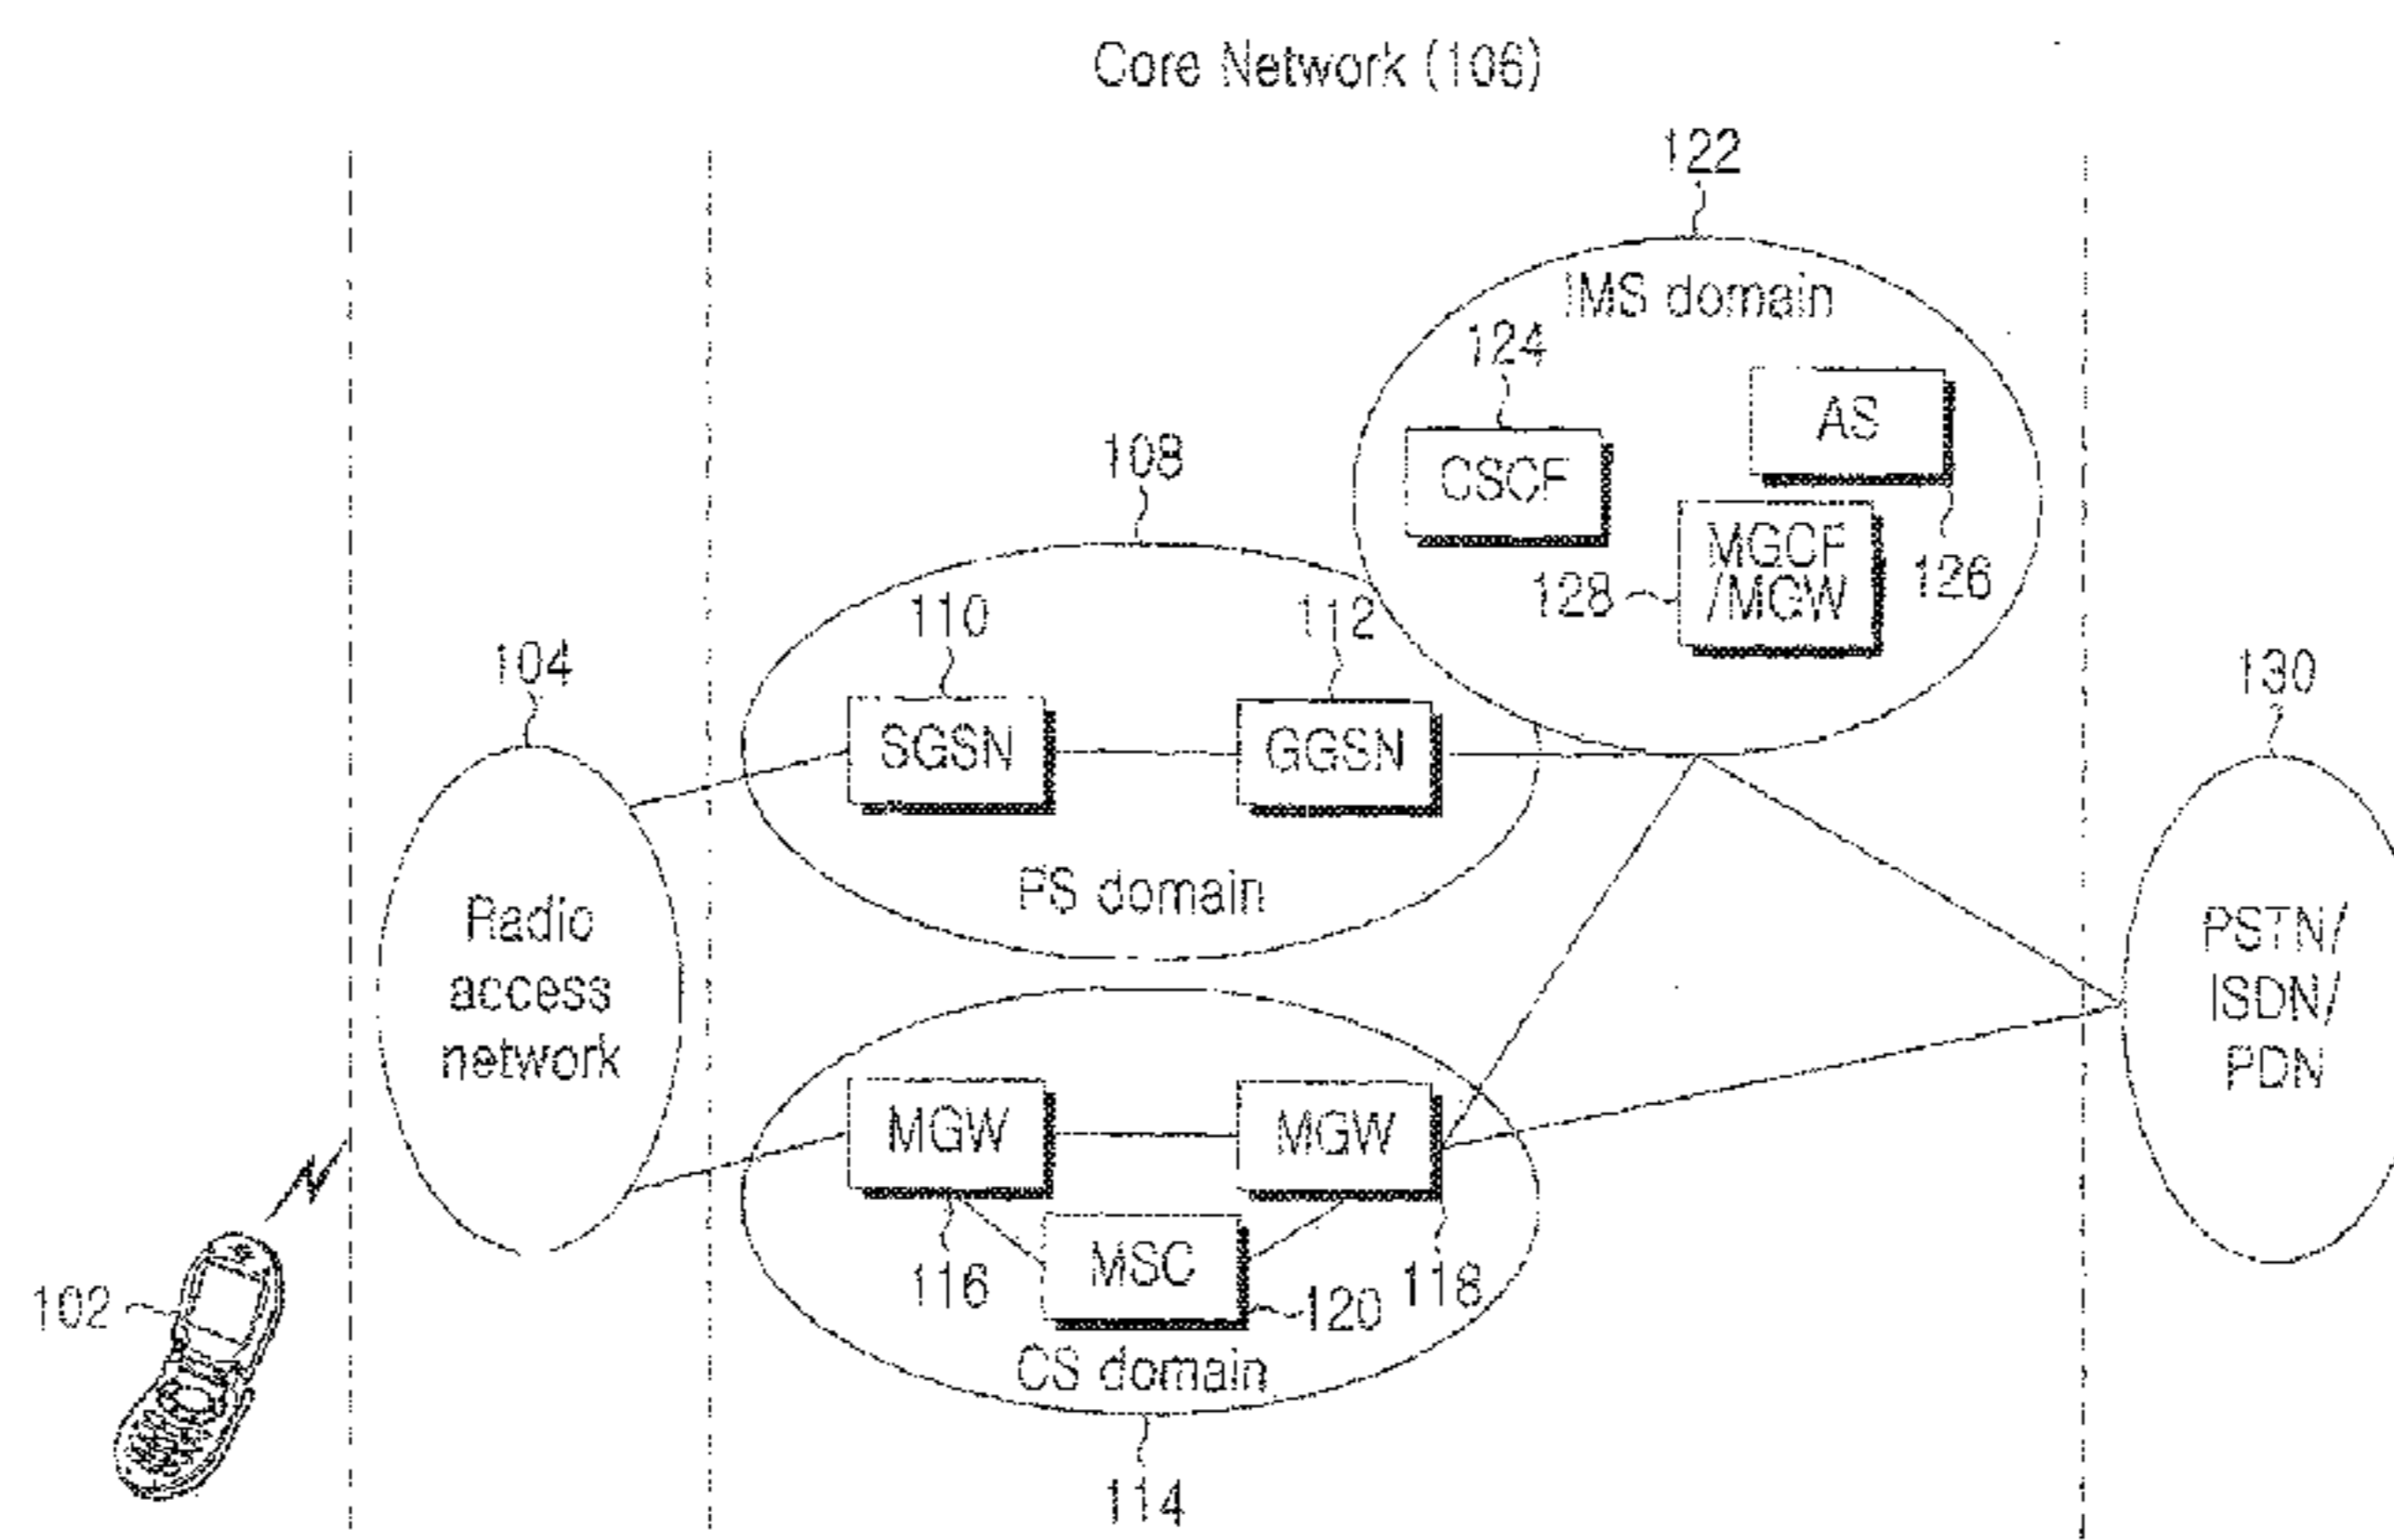 Core Network (106)
122
IMS domain
124
AS
CSCF
108
MGCF
/MGW
126
128
110
112
104
130
SGSN
GGSN
PS domain
Radio
access
network
PSTN/
ISDN/
PDN
MGW
MGW
MSC
116
118
120
102
CS domain
114